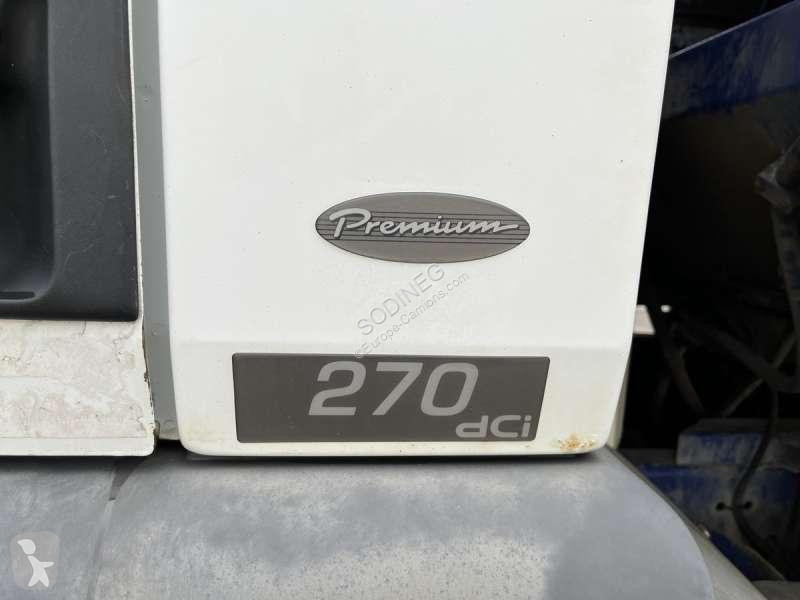 Premium
SODINEG
©Europe-Camions.com
270
dCi